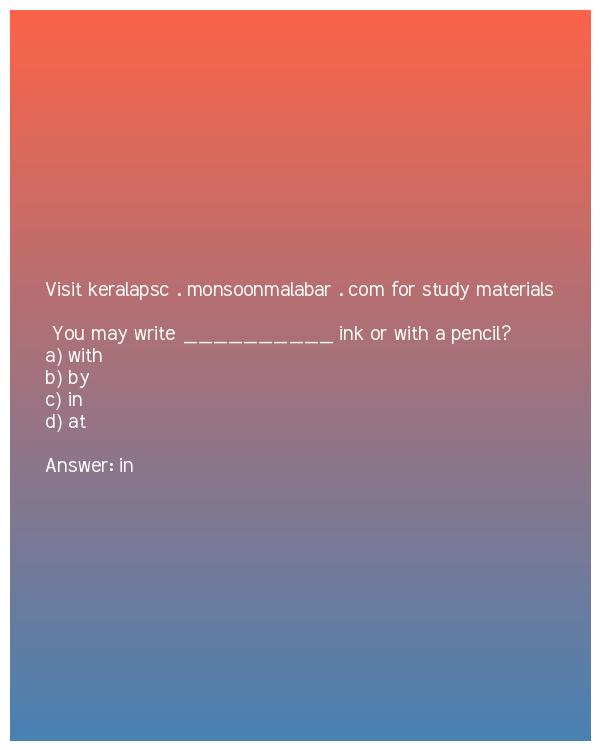 Visit keralapsc . monsoonmalabar . com for study materials
You may write __________ ink or with a pencil?
a) with
b) by
c) in
d) at
Answer: in